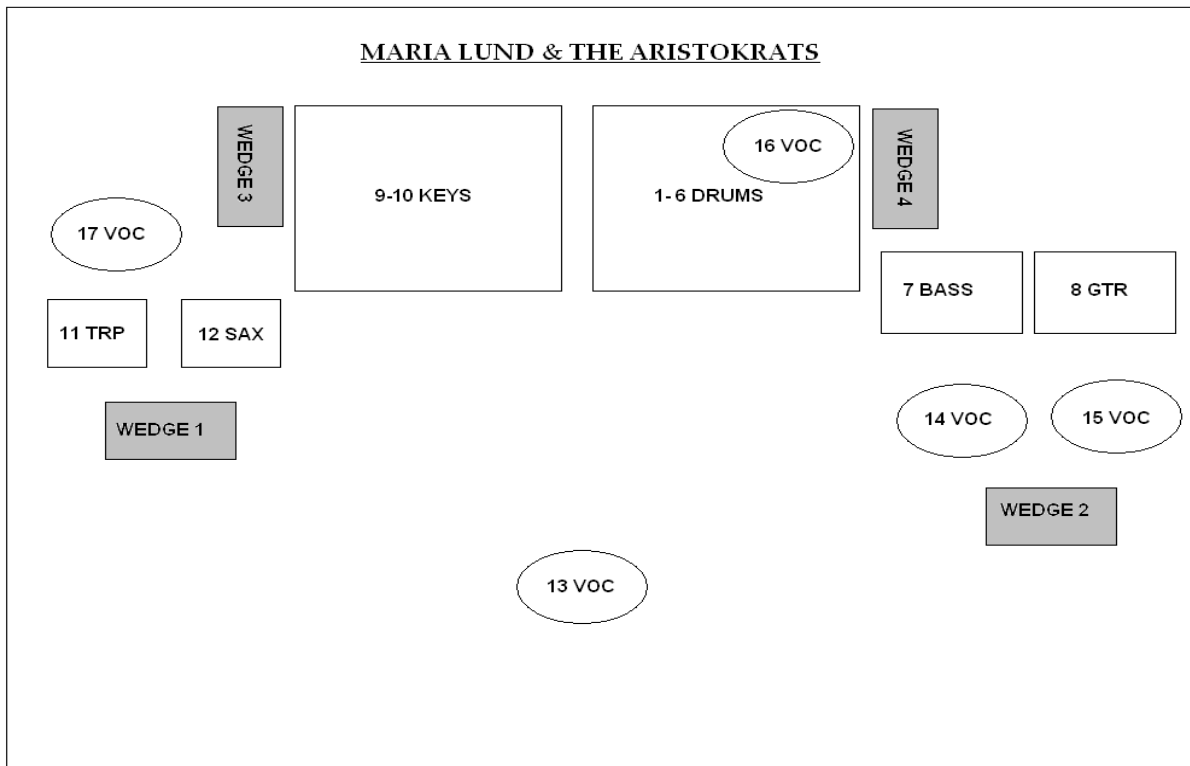 MARIA LUND & THE ARISTOKRATS
WEDGE 3
9-10 KEYS
16 VOC
1-6 DRUMS
WEDGE 4
17 VOC
7 BASS
8 GTR
11 TRP
12 SAX
WEDGE 1
14 VOC
15 VOC
WEDGE 2
13 VOC